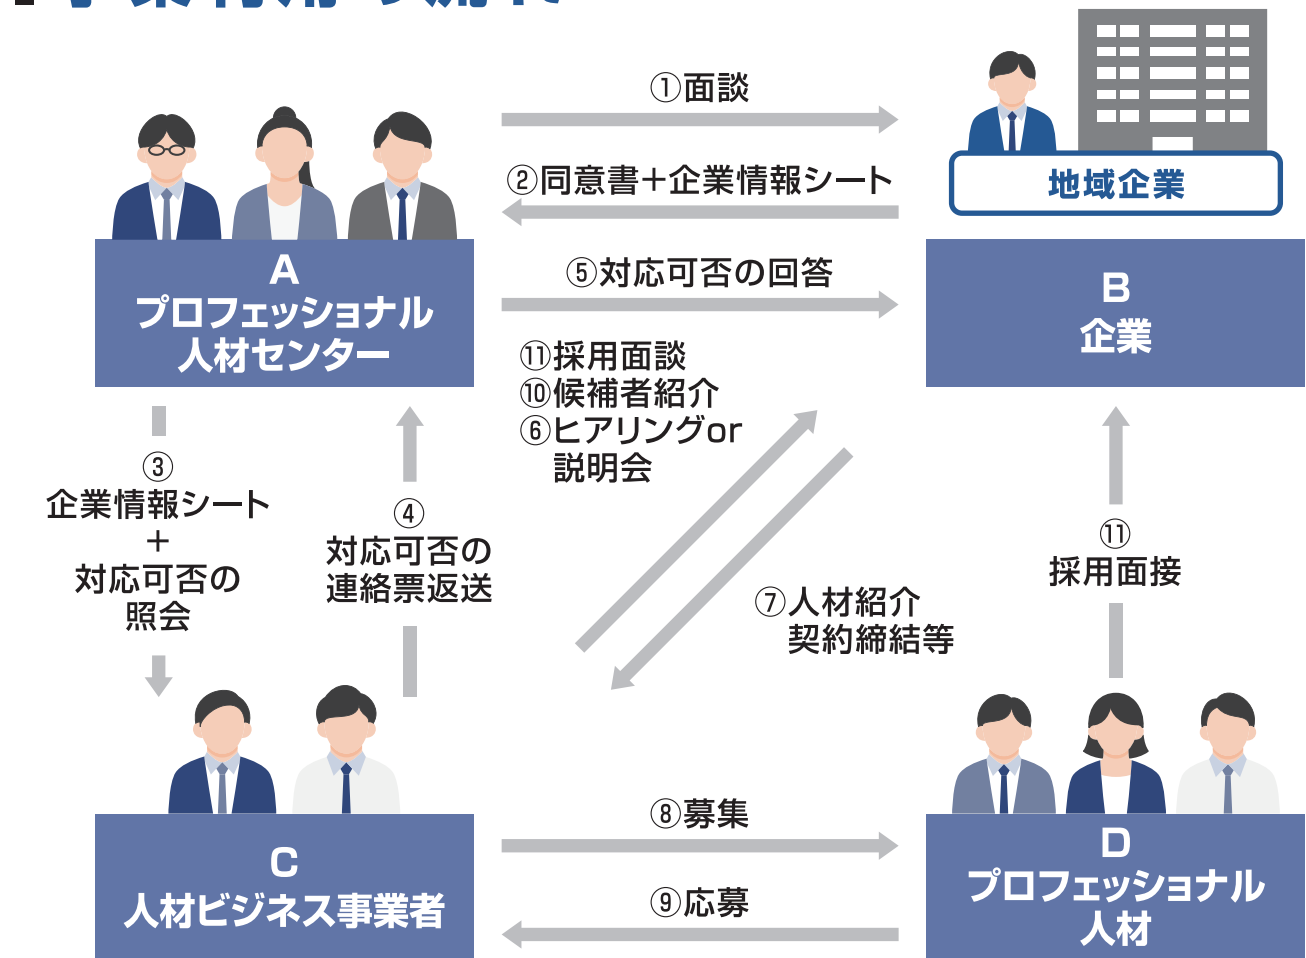 ①面談
②同意書＋企業情報シート
地域企業
A
プロフェッショナル
人材センター
⑤対応可否の回答
B
企業
⑪採用面談
⑩候補者紹介
⑥ヒアリングor
説明会
③
企業情報シート
＋
対応可否の
照会
④
対応可否の
連絡票返送
⑦人材紹介
契約締結等
⑪
採用面接
C
人材ビジネス事業者
⑧募集
⑨応募
D
プロフェッショナル
人材